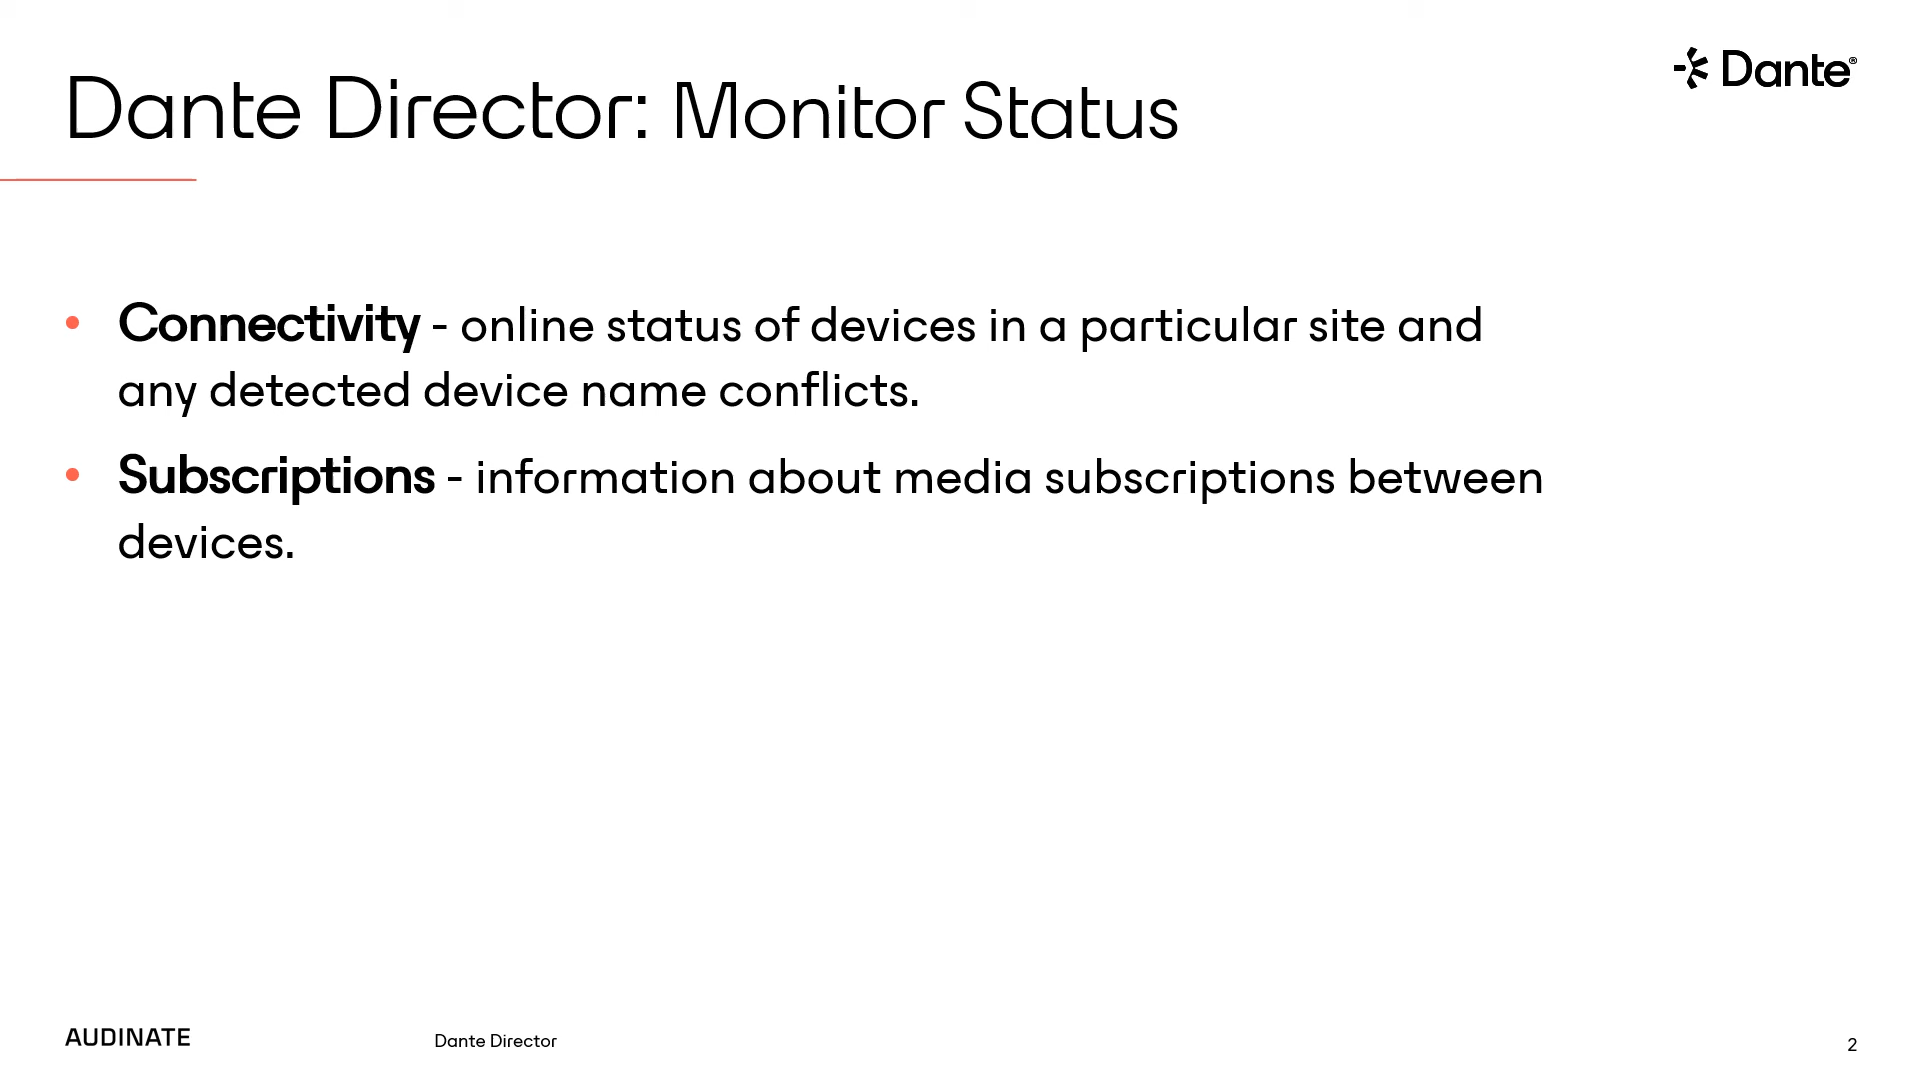 Dante Director: Monitor Status
Dante®
• Connectivity - online status of devices in a particular site and
any detected device name conflicts.
• Subscriptions - information about media subscriptions between
devices.
AUDINATE
Dante Director
2